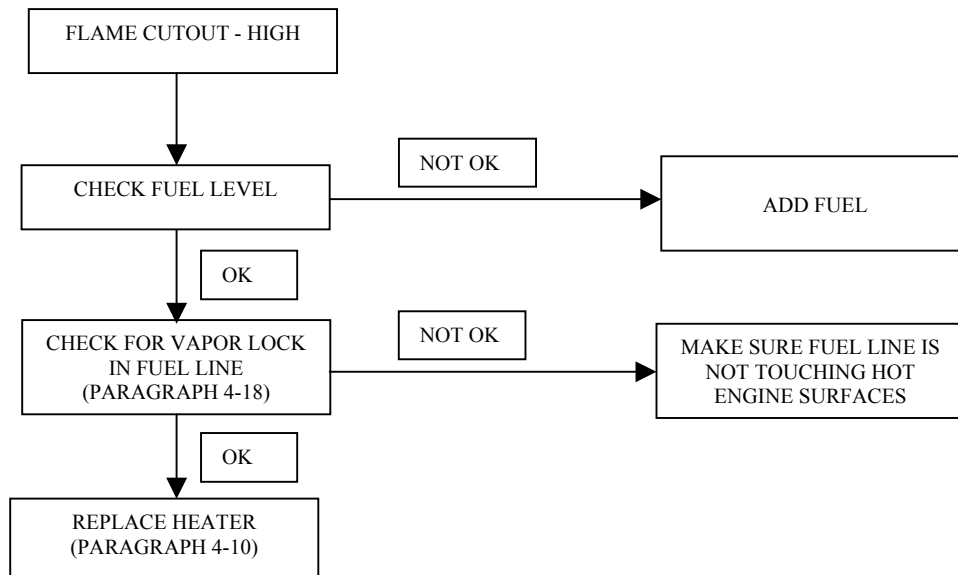 FLAME CUTOUT - HIGH
CHECK FUEL LEVEL
NOT OK
ADD FUEL
OK
CHECK FOR VAPOR LOCK
IN FUEL LINE
(PARAGRAPH 4-18)
NOT OK
MAKE SURE FUEL LINE IS
NOT TOUCHING HOT
ENGINE SURFACES
OK
REPLACE HEATER
(PARAGRAPH 4-10)